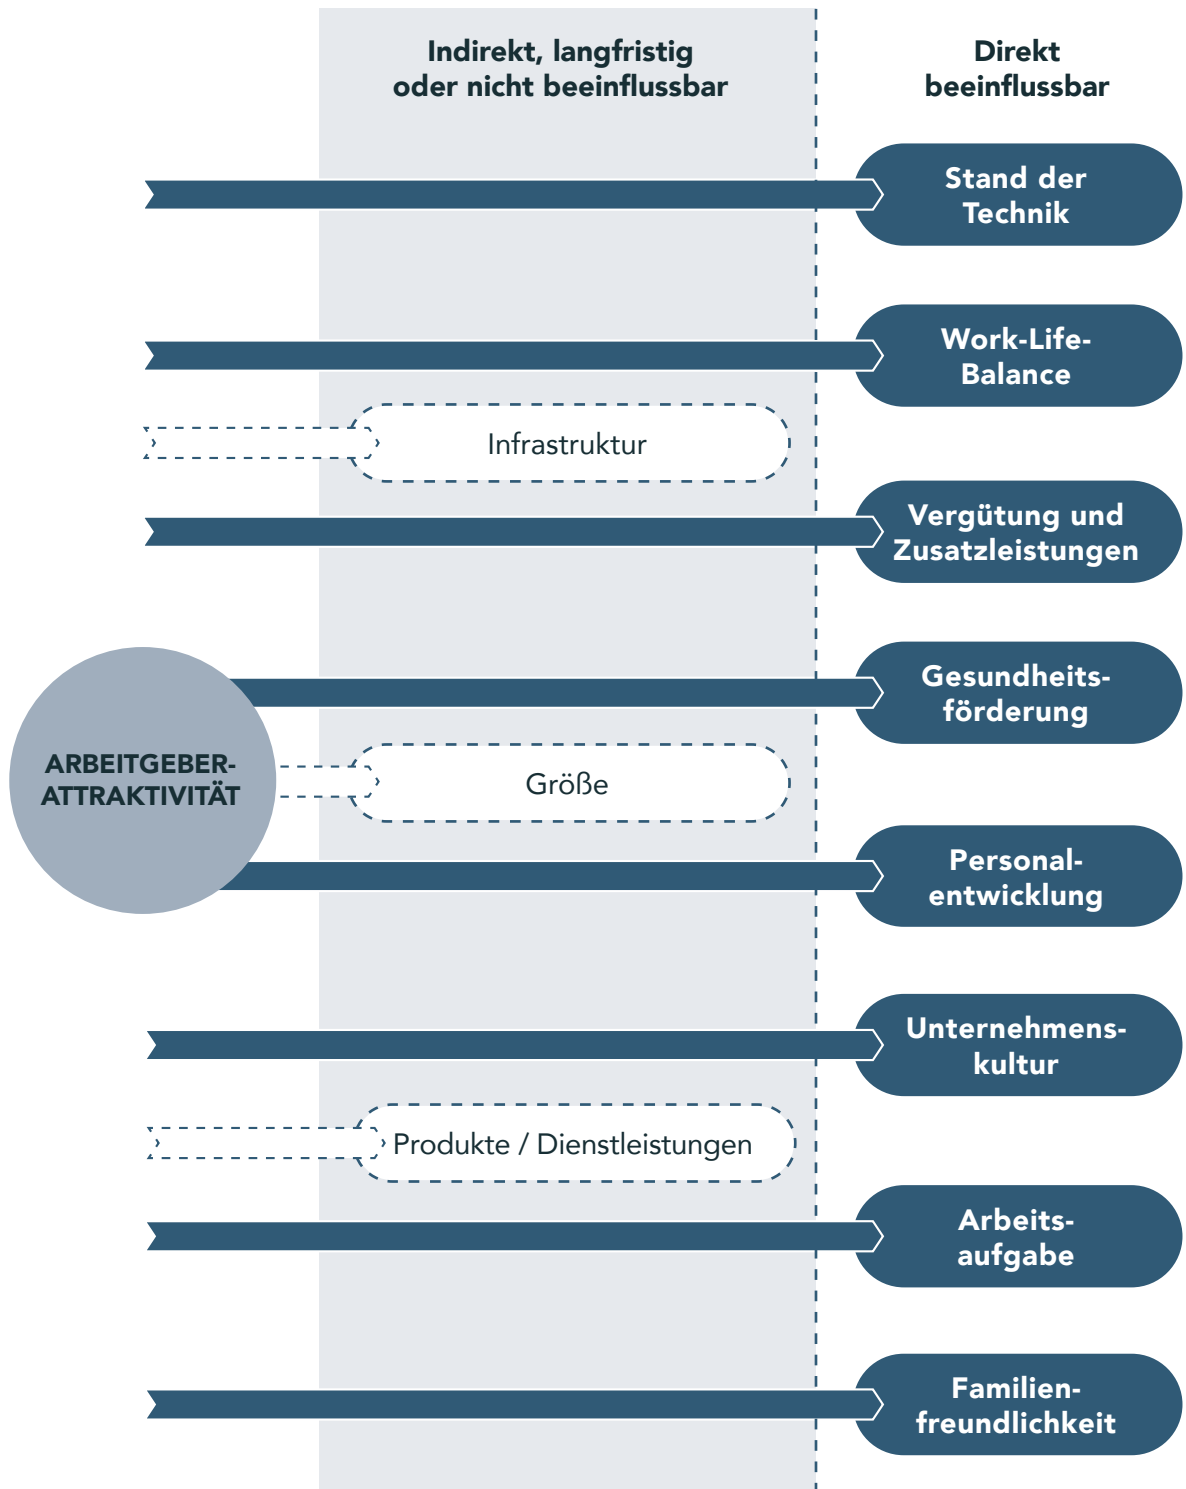 Indirekt, langfristig
oder nicht beeinflussbar
Direkt
beeinflussbar
Stand der
Technik
Work-Life-
Balance
Infrastruktur
Vergütung und
Zusatzleistungen
Gesundheits-
förderung
ARBEITGEBER-
ATTRAKTIVITÄT
Größe
Personal-
entwicklung
Unternehmens-
kultur
Produkte / Dienstleistungen
Arbeits-
aufgabe
Familien-
freundlichkeit